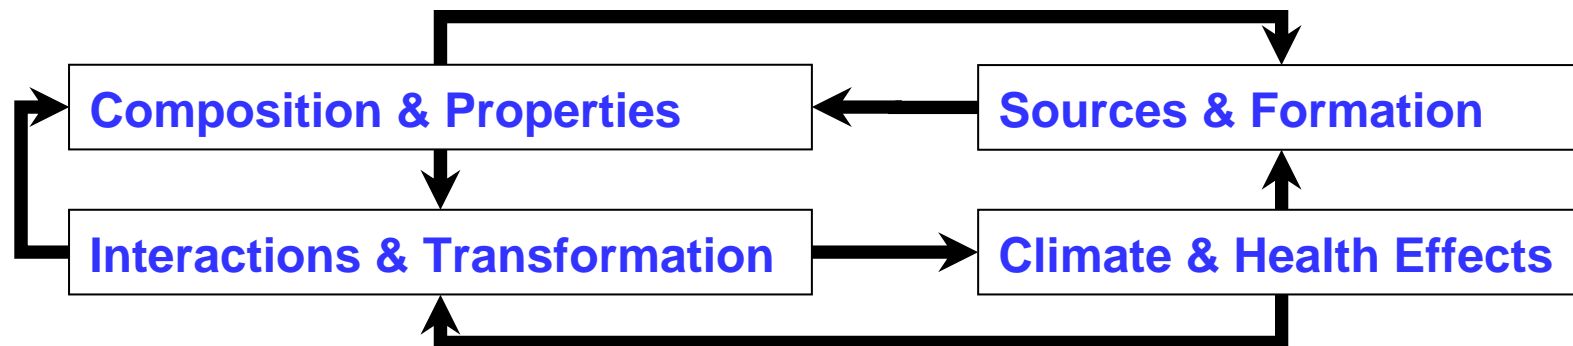 Composition & Properties
Sources & Formation
Interactions & Transformation
Climate & Health Effects